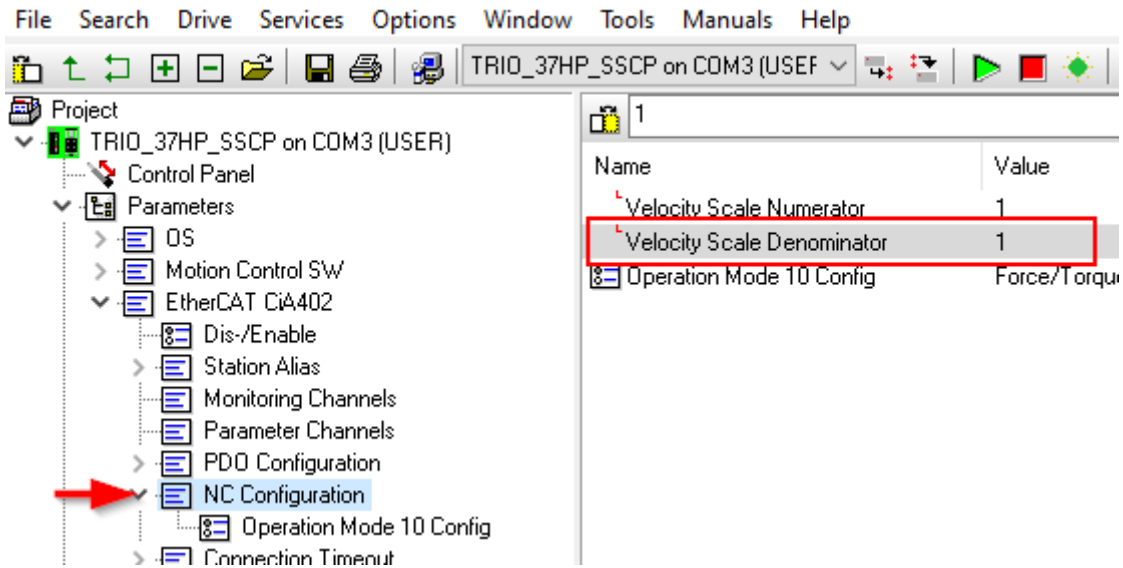 File Search Drive Services Options Window Tools Manuals Help
TRIO_37HP_SSCP on COM3 (USEF
Project
TRIO_37HP_SSCP on COM3 (USER)
Control Panel
Parameters
OS
Motion Control SW
EtherCAT CiA402
Dis-/Enable
Station Alias
Monitoring Channels
Parameter Channels
PDO Configuration
NC Configuration
Operation Mode 10 Config
Connection Timeout
1
Name Value
Velocity Scale Numerator 1
Velocity Scale Denominator 1
Operation Mode 10 Config Force/Torqu